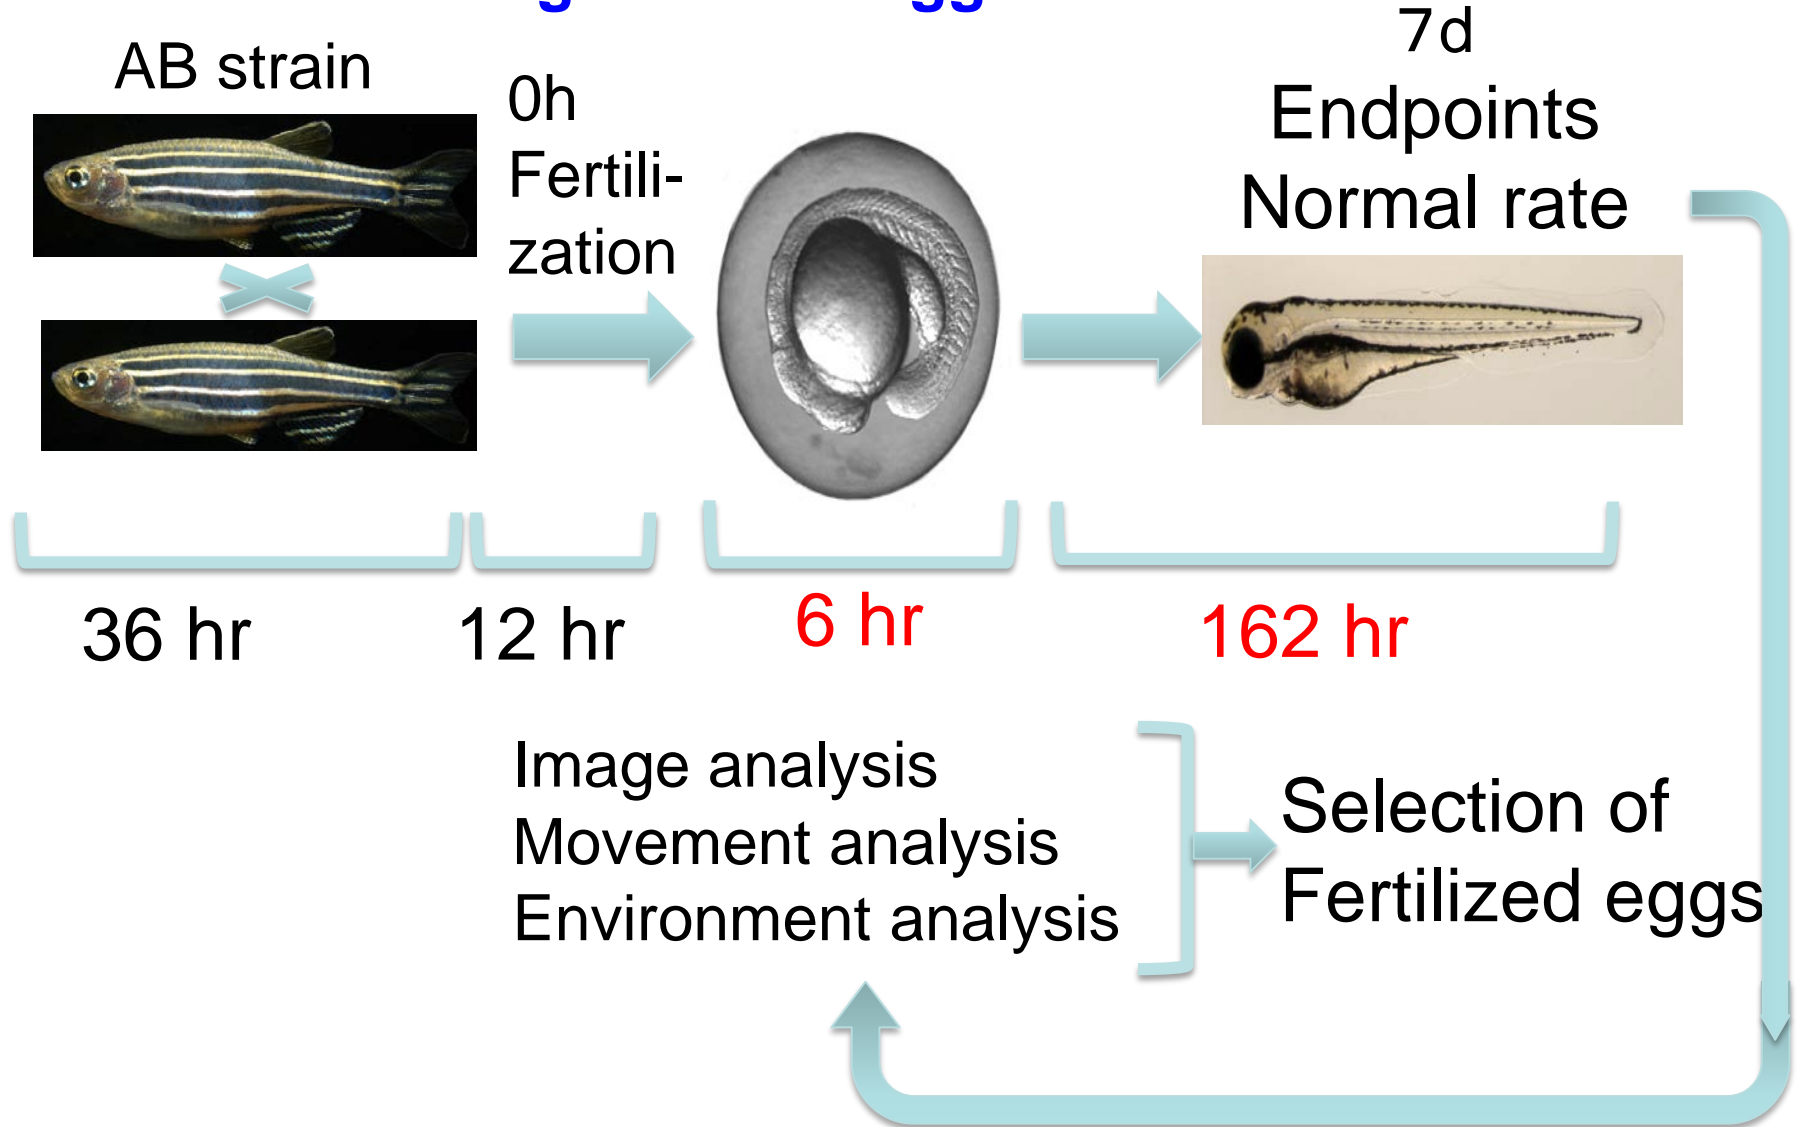 AB strain
0h
Fertili-
zation
7d
Endpoints
Normal rate
36 hr
12 hr
6 hr
162 hr
Image analysis
Movement analysis
Environment analysis
Selection of
Fertilized eggs